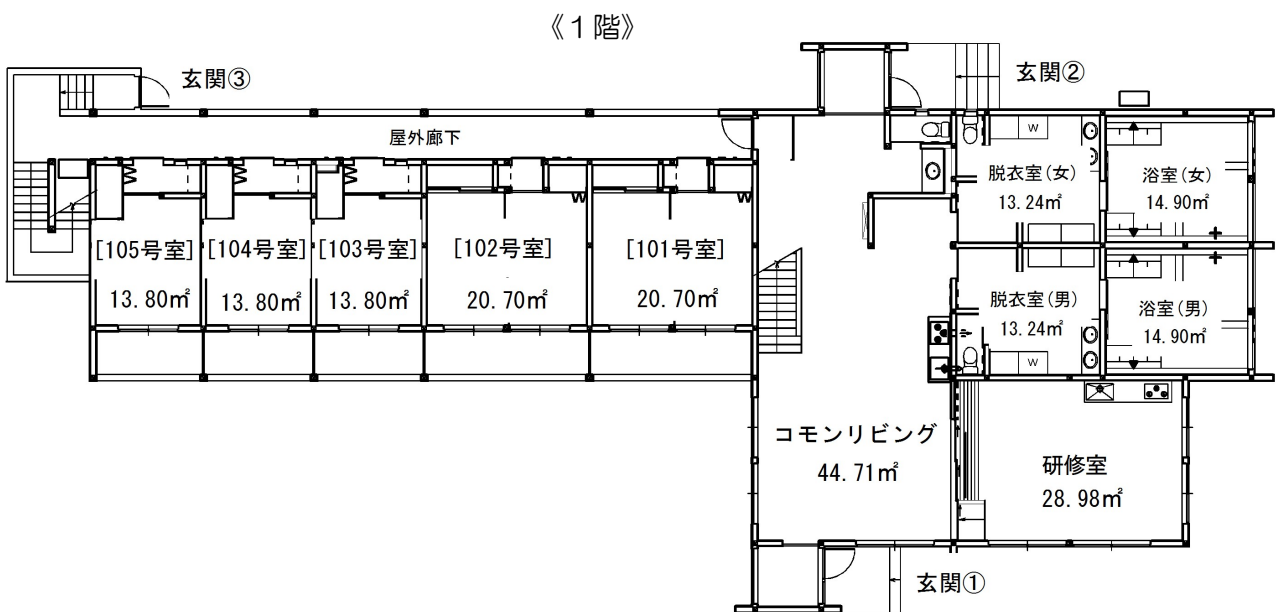 《1階》
玄関③
玄関②
屋外廊下
W
脱衣室(女)
13.24㎡
浴室(女)
14.90㎡
[105号室]
13.80㎡
[104号室]
13.80㎡
[103号室]
13.80㎡
[102号室]
20.70㎡
[101号室]
20.70㎡
脱衣室(男)
13.24㎡
浴室(男)
14.90㎡
W
コモンリビング
44.71㎡
研修室
28.98㎡
玄関①